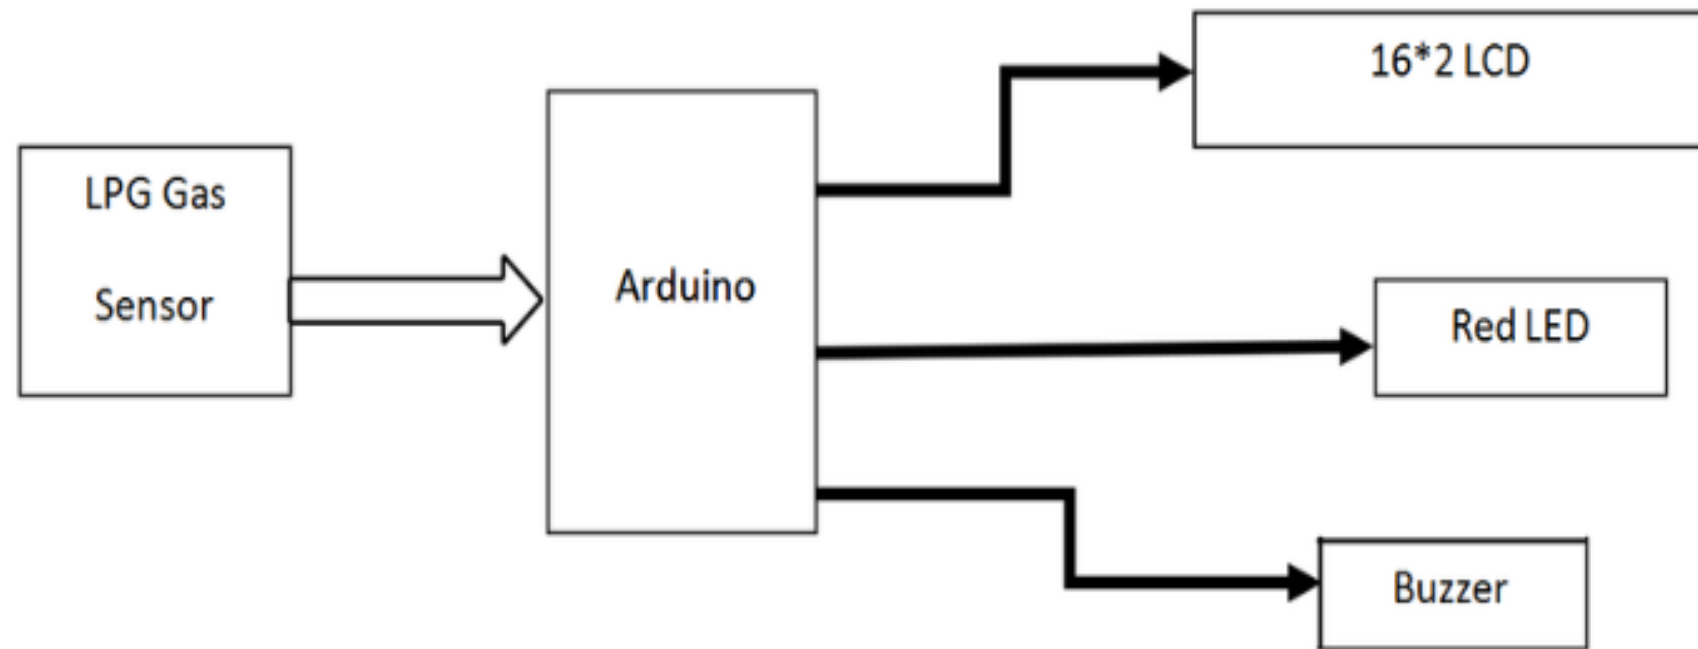 LPG Gas
Sensor
Arduino
16*2 LCD
Red LED
Buzzer